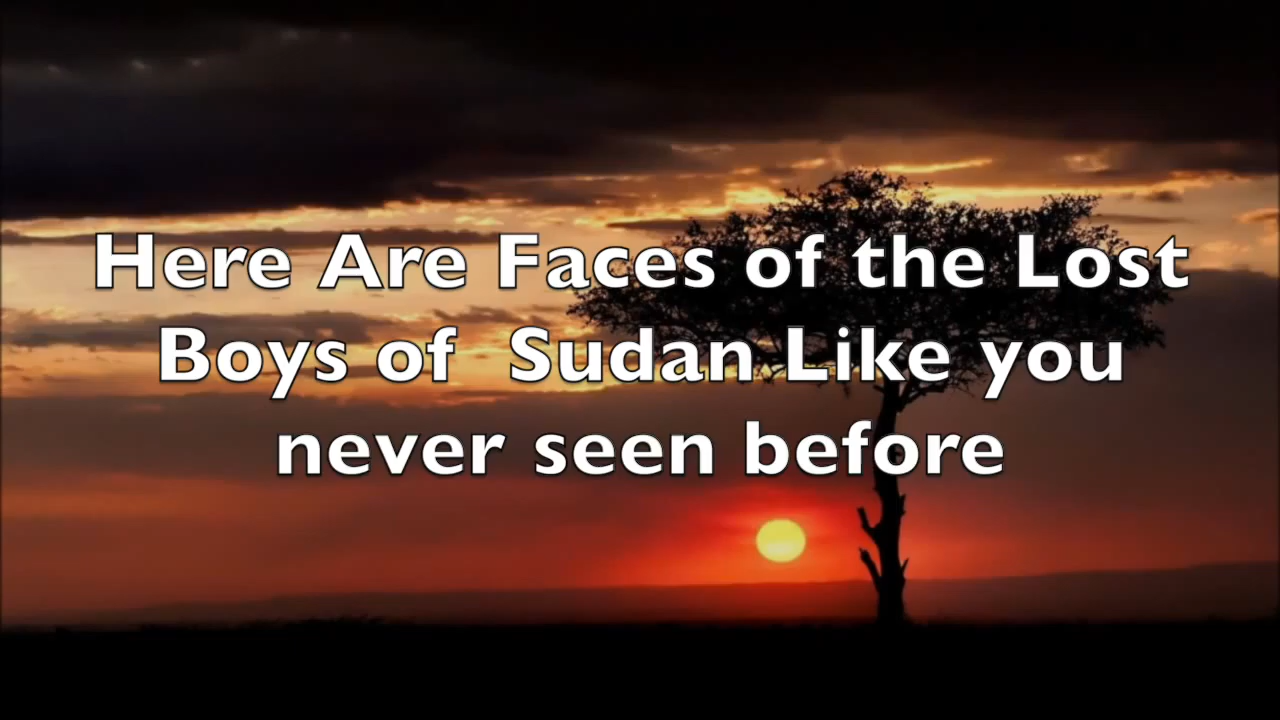 Here Are Faces of the Lost
Boys of  Sudan Like you
never seen before